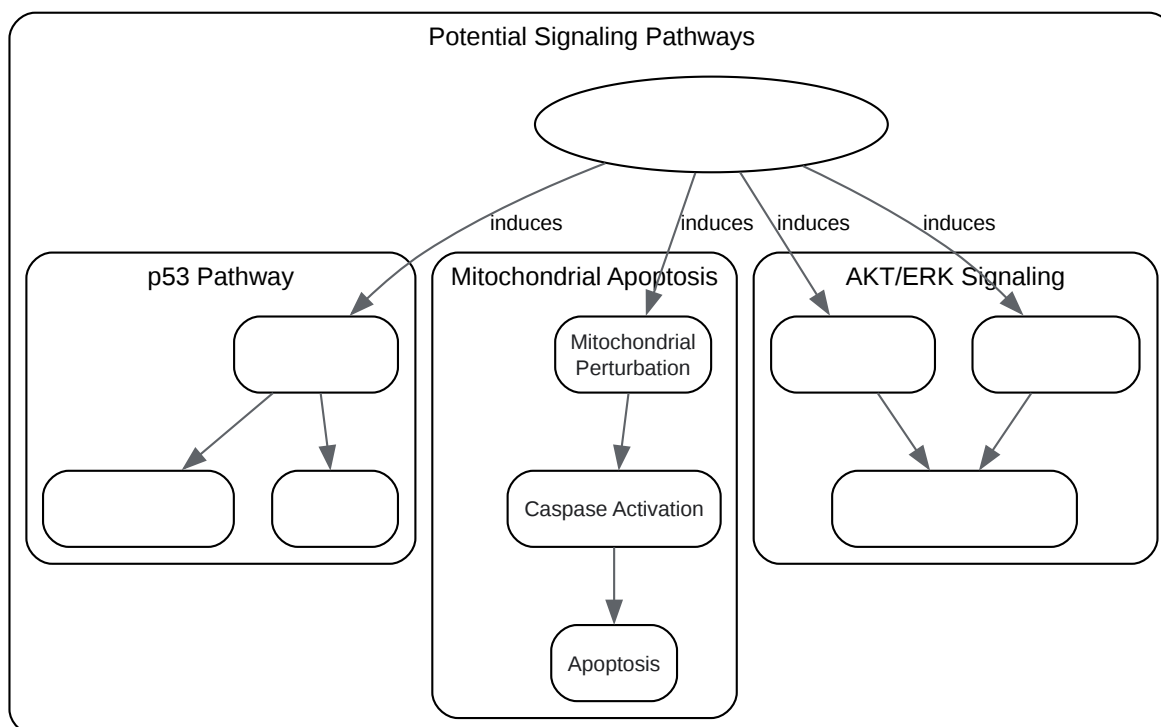 Potential Signaling Pathways
induces
induces
induces
induces
p53 Pathway
Mitochondrial Apoptosis
AKT/ERK Signaling
Mitochondrial
Perturbation
Caspase Activation
Apoptosis